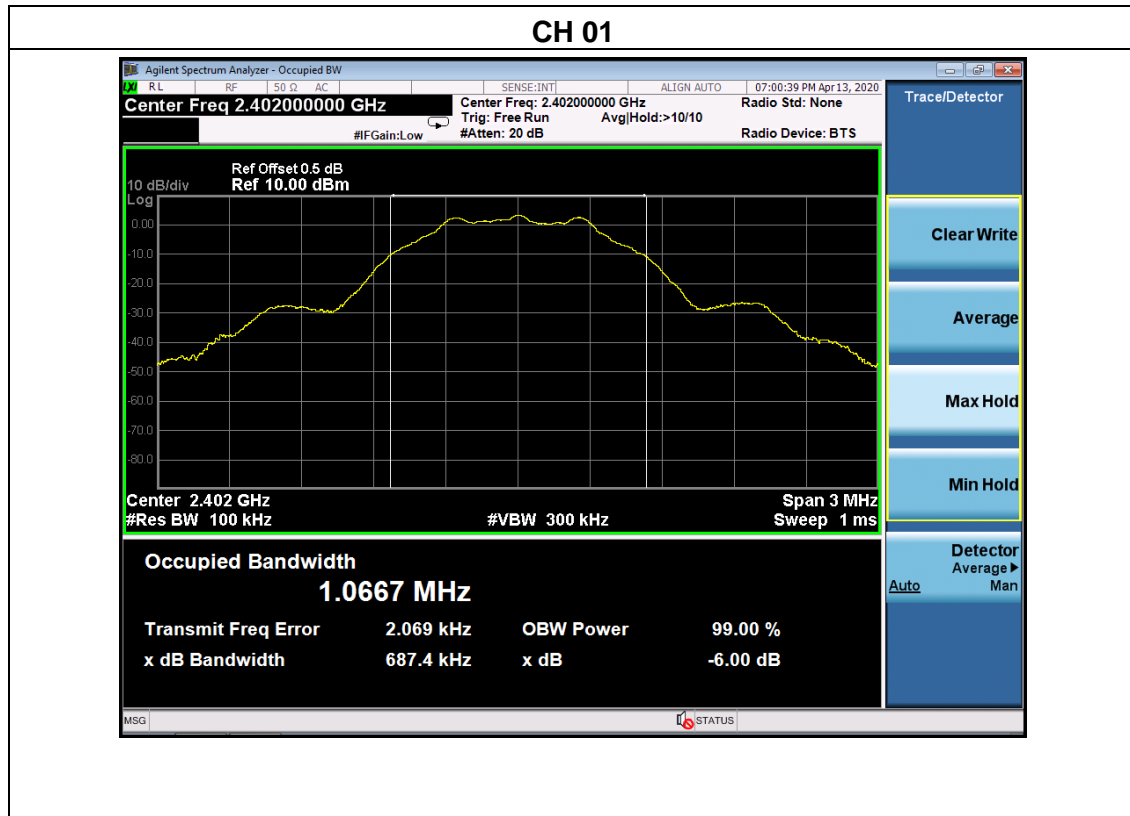 CH 01
Agilent Spectrum Analyzer - Occupied BW
LXI RL RF 50 Ω AC SENSE:INT ALIGN AUTO 07:00:39 PM Apr 13, 2020
Center Freq 2.402000000 GHz
Center Freq: 2.402000000 GHz Radio Std: None
Trig: Free Run Avg|Hold:>10/10
#IFGain:Low #Atten: 20 dB Radio Device: BTS
Ref Offset 0.5 dB
10 dB/div Ref 10.00 dBm
Log
0.00
-10.0
-20.0
-30.0
-40.0
-50.0
-60.0
-70.0
-80.0
Center 2.402 GHz Span 3 MHz
#Res BW 100 kHz #VBW 300 kHz Sweep 1 ms
Occupied Bandwidth
1.0667 MHz
Transmit Freq Error 2.069 kHz OBW Power 99.00 %
x dB Bandwidth 687.4 kHz x dB -6.00 dB
MSG STATUS
Trace/Detector
Clear Write
Average
Max Hold
Min Hold
Detector
Average▶
Auto Man